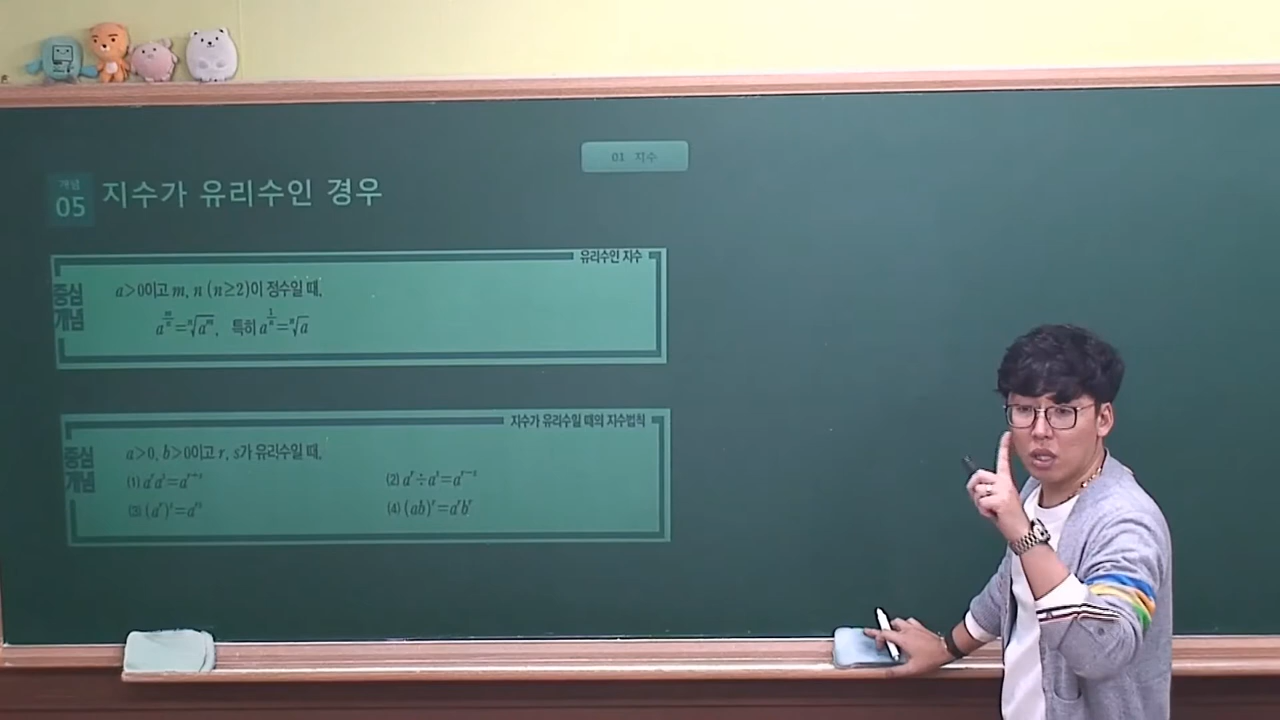 01 지수
개념
05 지수가 유리수인 경우
유리수인 지수
중심
개념
a>0이고 m, n (n≥2)이 정수일 때,
a^{m/n}=ⁿ√(a^m), 특히 a^{1/n}=ⁿ√a
지수가 유리수일 때의 지수법칙
중심
개념
a>0, b>0이고 r, s가 유리수일 때,
(1) a^r a^s=a^{r+s} (2) a^r÷a^s=a^{r-s}
(3) (a^r)^s=a^{rs} (4) (ab)^r=a^r b^r